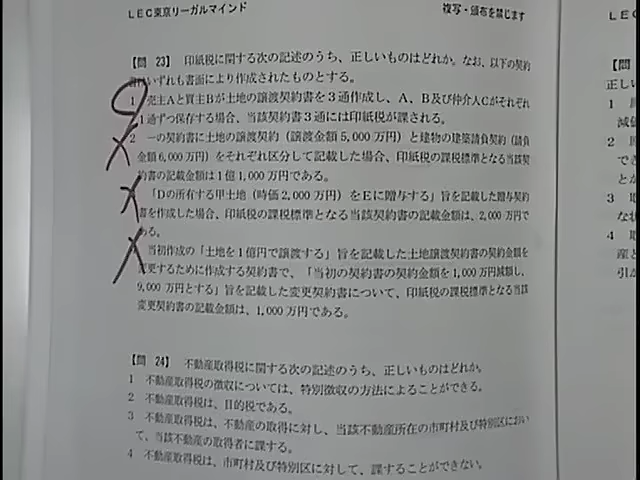 LEC東京リーガルマインド
複写・頒布を禁じます
【問 23】 印紙税に関する次の記述のうち、正しいものはどれか。なお、以下の契約
いずれも書面により作成されたものとする。
1 売主Aと買主Bが土地の譲渡契約書を3通作成し、A、B及び仲介人Cがそれぞれ
1通ずつ保存する場合、当該契約書3通には印紙税が課される。
2 一の契約書に土地の譲渡契約（譲渡金額5,000万円）と建物の建築請負契約（請負
金額6,000万円）をそれぞれ区分して記載した場合、印紙税の課税標準となる当該契
約書の記載金額は1億1,000万円である。
「Dの所有する甲土地（時価2,000万円）をEに贈与する」旨を記載した贈与契約
書を作成した場合、印紙税の課税標準となる当該契約書の記載金額は、2,000万円で
ある。
当初作成の「土地を1億円で譲渡する」旨を記載した土地譲渡契約書の契約金額を
変更するために作成する契約書で、「当初の契約書の契約金額を1,000万円減額し、
9,000万円とする」旨を記載した変更契約書について、印紙税の課税標準となる当該
変更契約書の記載金額は、1,000万円である。
【問 24】 不動産取得税に関する次の記述のうち、正しいものはどれか。
1 不動産取得税の徴収については、特別徴収の方法によることができる。
2 不動産取得税は、目的税である。
3 不動産取得税は、不動産の取得に対し、当該不動産所在の市町村及び特別区におい
て、当該不動産の取得者に課する。
4 不動産取得税は、市町村及び特別区に対して、課することができない。
LEC
【問
正しい
1
減価
2
でき
とが
3 取
な状
4
産と
引か